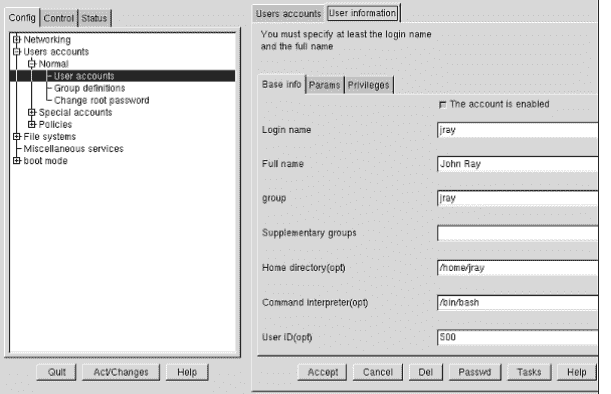 Config Control Status
Networking
Users accounts
Normal
User accounts
Group definitions
Change root password
Special accounts
Policies
File systems
Miscellaneous services
boot mode
Quit Act/Changes Help
Users accounts User information
You must specify at least the login name
and the full name
Base info Params Privileges
The account is enabled
Login name jray
Full name John Ray
group jray
Supplementary groups
Home directory(opt) /home/jray
Command interpreter(opt) /bin/bash
User ID(opt) 500
Accept Cancel Del Passwd Tasks Help